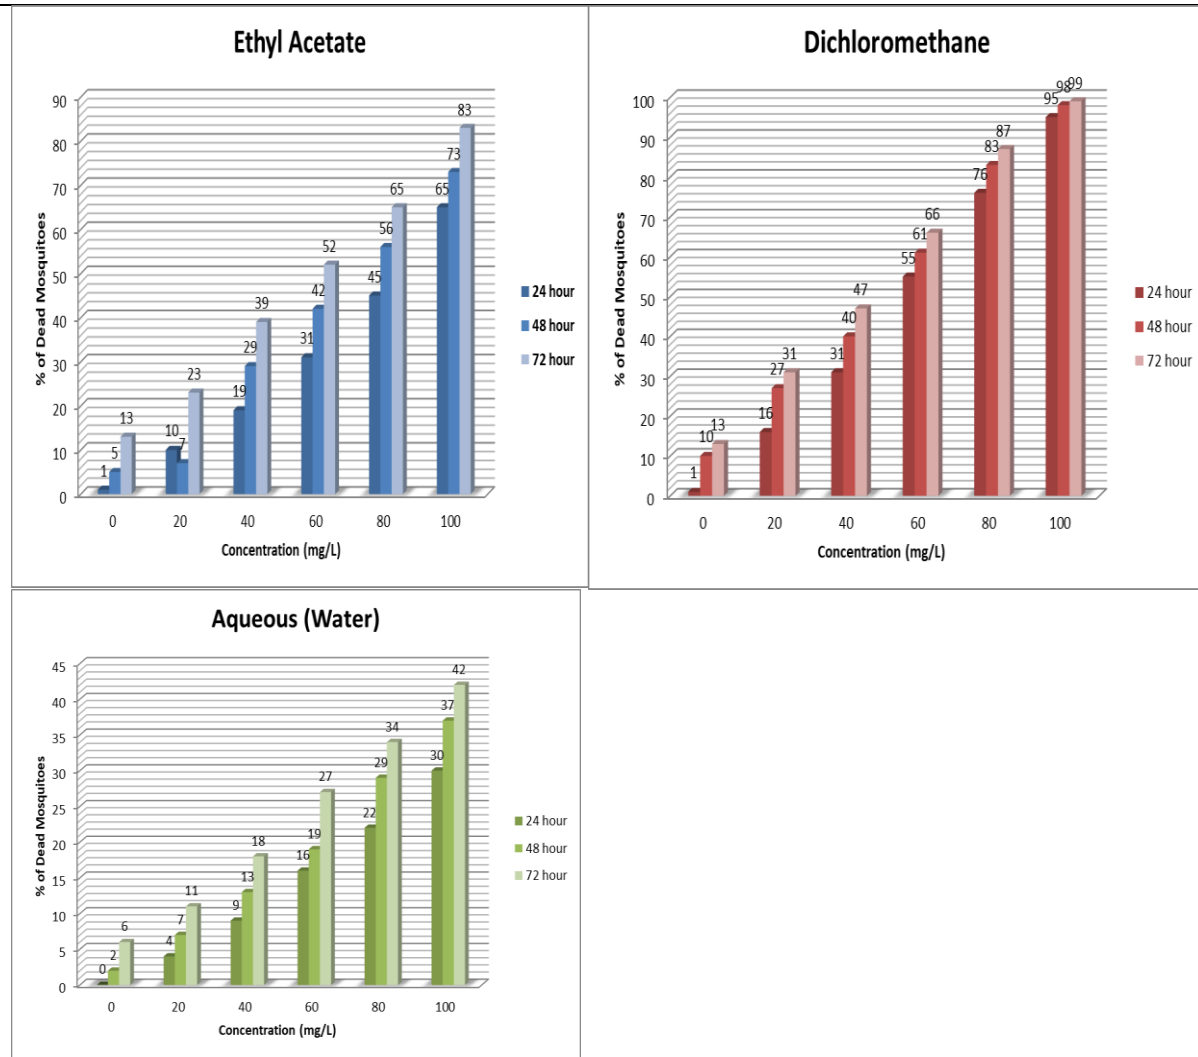 Ethyl Acetate
90
80
70
60
50
40
30
20
10
0
% of Dead Mosquitoes
1 5 13
10 7 23
19 29 39
31 42 52
45 56 65
65 73 83
0 20 40 60 80 100
Concentration (mg/L)
24 hour
48 hour
72 hour
Dichloromethane
100
90
80
70
60
50
40
30
20
10
0
% of Dead Mosquitoes
1 10 13
16 27 31
31 40 47
55 61 66
76 83 87
95 98 99
0 20 40 60 80 100
Concentration (mg/L)
24 hour
48 hour
72 hour
Aqueous (Water)
45
40
35
30
25
20
15
10
5
0
% of Dead Mosquitoes
0 2 6
4 7 11
9 13 18
16 19 27
22 29 34
30 37 42
0 20 40 60 80 100
Concentration (mg/L)
24 hour
48 hour
72 hour